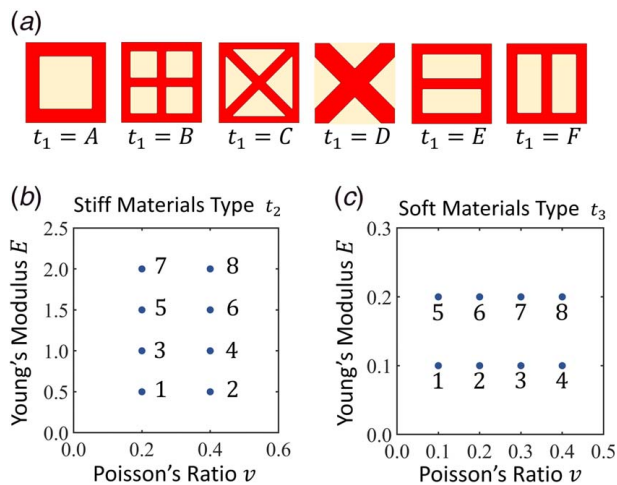 (a)
t₁ = A t₁ = B t₁ = C t₁ = D t₁ = E t₁ = F
(b)
Stiff Materials Type t₂
Young's Modulus E
2.5
2.0
1.5
1.0
0.5
0.0
7 8
5 6
3 4
1 2
0.0 0.2 0.4 0.6
Poisson's Ratio v
(c)
Soft Materials Type t₃
Young's Modulus E
0.3
0.2
0.1
0.0
5 6 7 8
1 2 3 4
0.0 0.1 0.2 0.3 0.4 0.5
Poisson's Ratio v